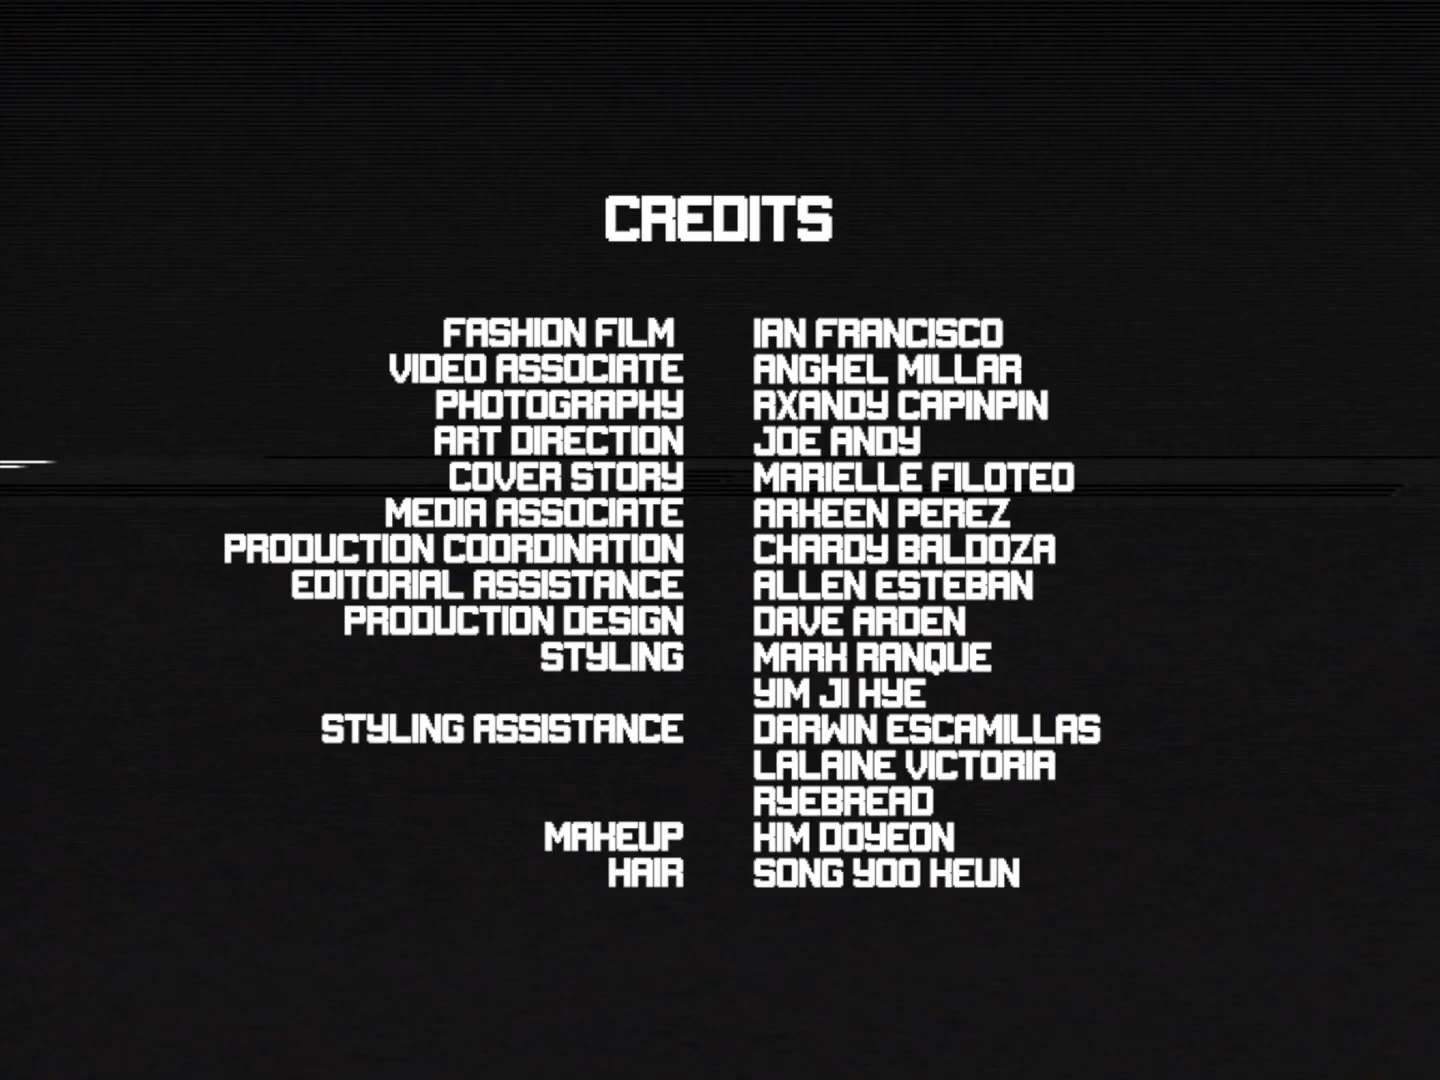 CREDITS
FASHION FILM IAN FRANCISCO
VIDEO ASSOCIATE ANGHEL MILLAR
PHOTOGRAPHY RXANDY CAPINPIN
ART DIRECTION JOE ANDY
COVER STORY MARIELLE FILOTEO
MEDIA ASSOCIATE ARKEEN PEREZ
PRODUCTION COORDINATION CHARDY BALDOZA
EDITORIAL ASSISTANCE ALLEN ESTEBAN
PRODUCTION DESIGN DAVE ARDEN
STYLING MARK RANQUE
YIM JI HYE
STYLING ASSISTANCE DARWIN ESCAMILLAS
LALAINE VICTORIA
RYEBREAD
MAKEUP KIM DOYEON
HAIR SONG YOO KEUN